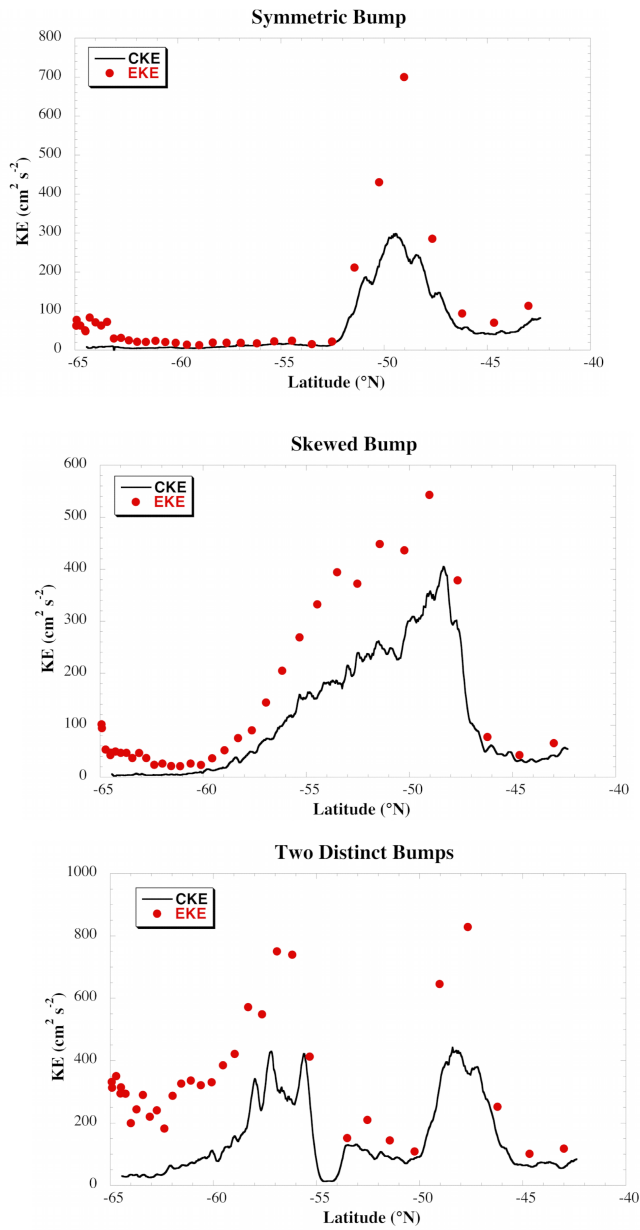 Symmetric Bump
800
700
600
500
400
300
200
100
0
CKE
EKE
KE (cm² s⁻²)
-65 -60 -55 -50 -45 -40
Latitude (°N)
Skewed Bump
600
500
400
300
200
100
0
CKE
EKE
KE (cm² s⁻²)
-65 -60 -55 -50 -45 -40
Latitude (°N)
Two Distinct Bumps
1000
800
600
400
200
0
CKE
EKE
KE (cm² s⁻²)
-65 -60 -55 -50 -45 -40
Latitude (°N)